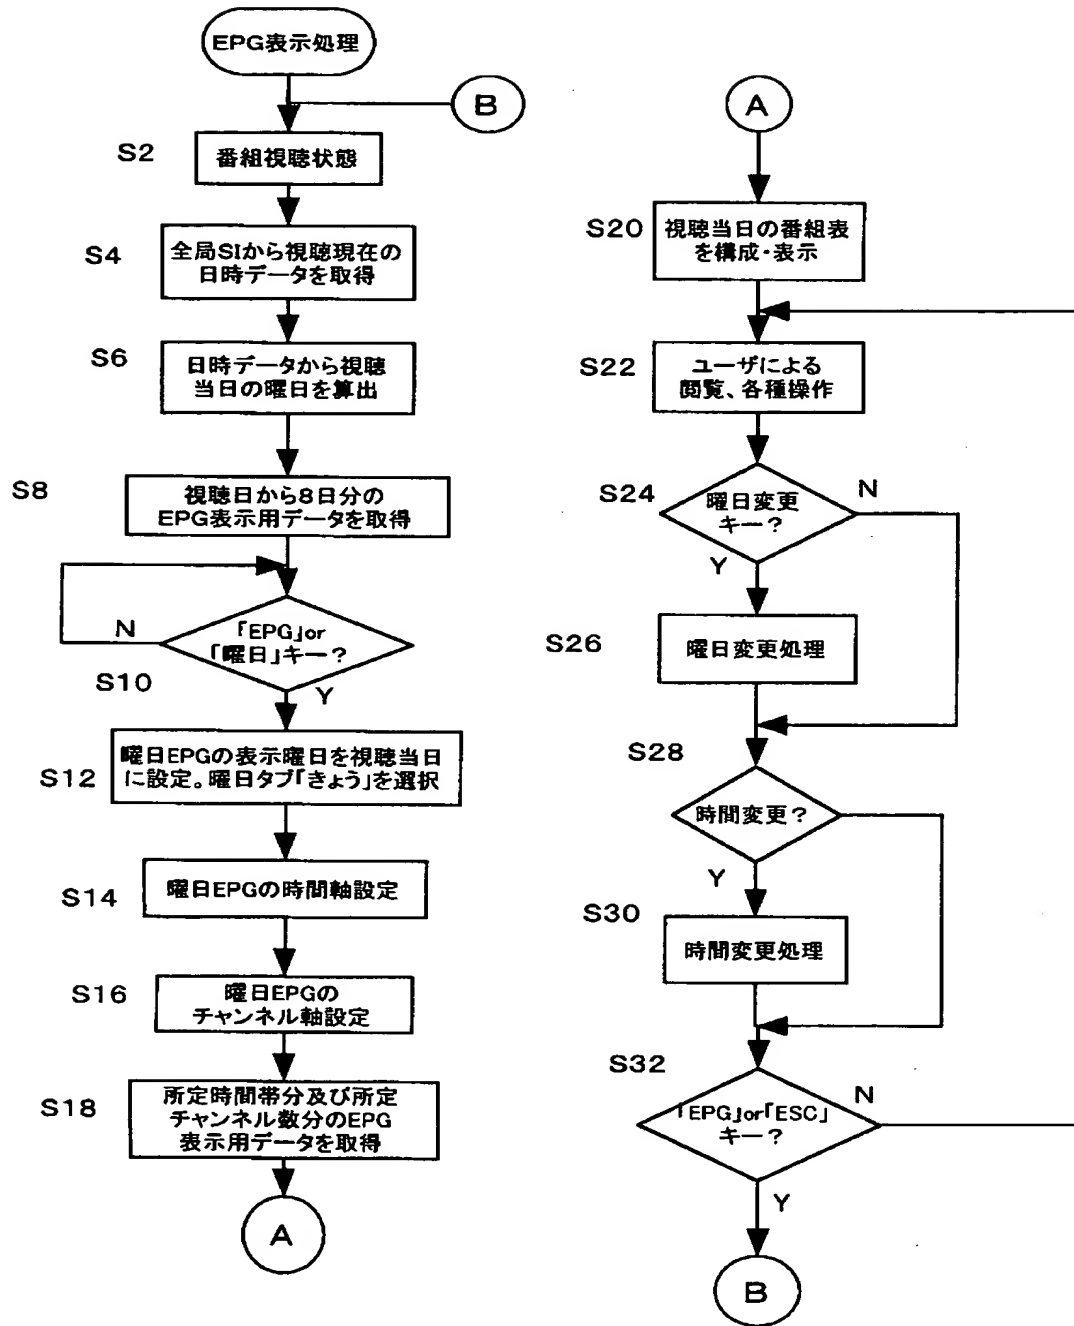 EPG表示処理
B
S2
番組視聴状態
S4
全局SIから視聴現在の
日時データを取得
S6
日時データから視聴
当日の曜日を算出
S8
視聴日から8日分の
EPG表示用データを取得
N
「EPG」or
「曜日」キー?
S10
Y
S12
曜日EPGの表示曜日を視聴当日
に設定。曜日タブ「きょう」を選択
S14
曜日EPGの時間軸設定
S16
曜日EPGの
チャンネル軸設定
S18
所定時間帯分及び所定
チャンネル数分のEPG
表示用データを取得
A
A
S20
視聴当日の番組表
を構成・表示
S22
ユーザによる
閲覧、各種操作
S24
曜日変更
キー?
N
Y
S26
曜日変更処理
S28
時間変更?
Y
S30
時間変更処理
S32
「EPG」or「ESC」
キー?
N
Y
B